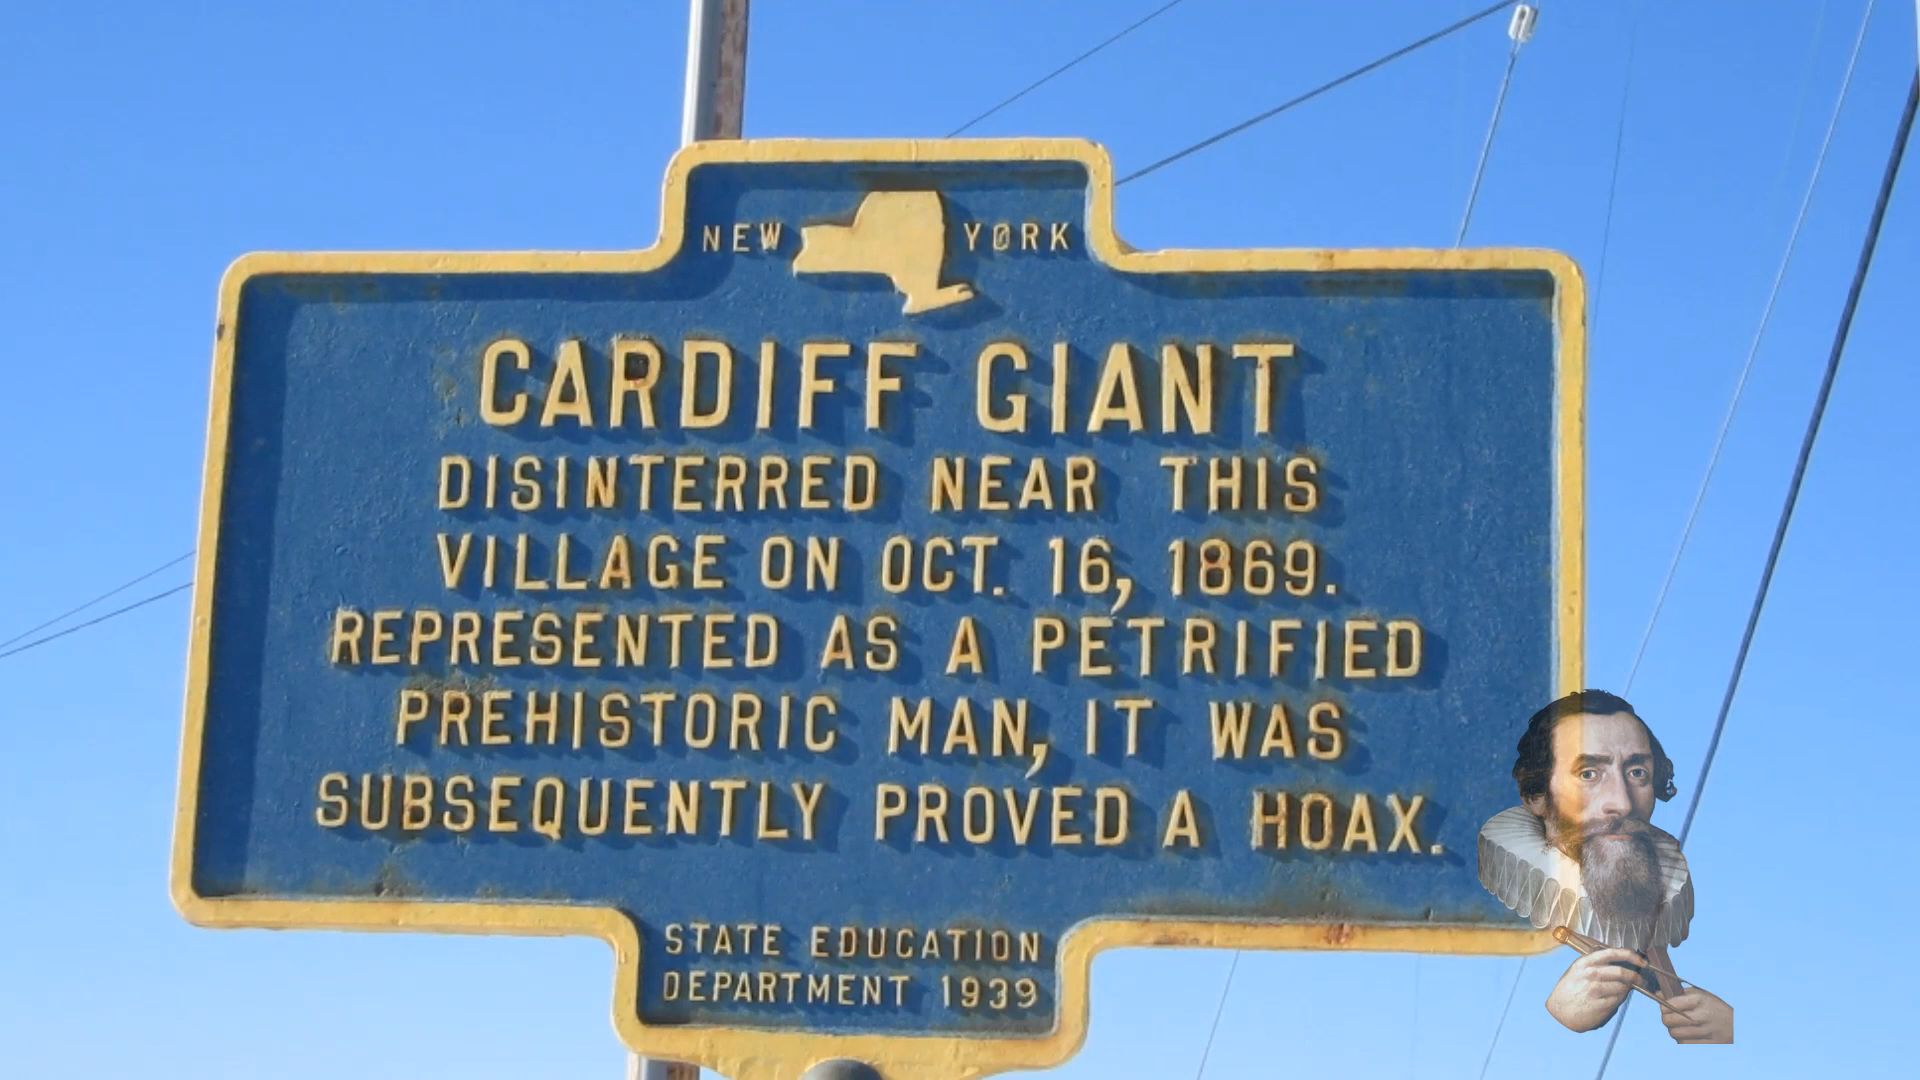 NEW YORK
CARDIFF GIANT
DISINTERRED NEAR THIS
VILLAGE ON OCT. 16, 1869.
REPRESENTED AS A PETRIFIED
PREHISTORIC MAN, IT WAS
SUBSEQUENTLY PROVED A HOAX.
STATE EDUCATION
DEPARTMENT 1939